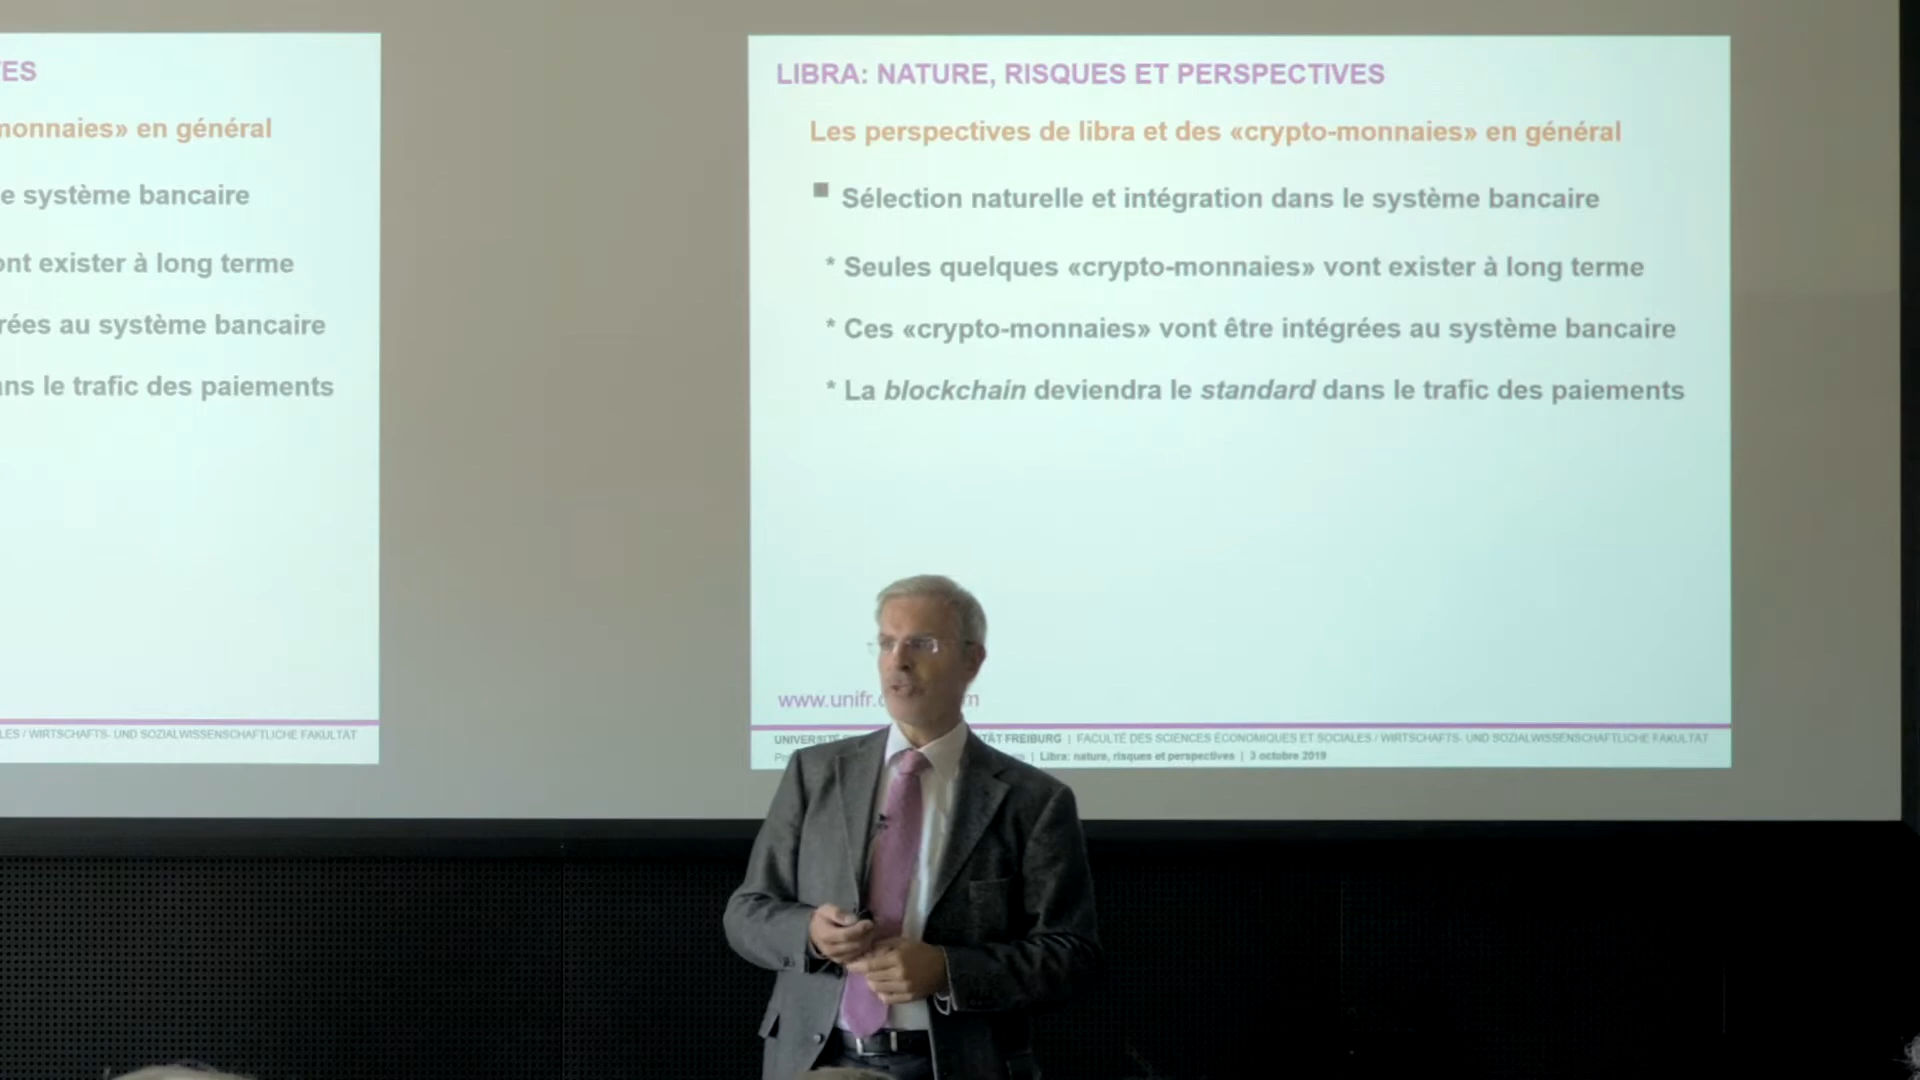 ES
monnaies» en général
e système bancaire
ont exister à long terme
rées au système bancaire
ans le trafic des paiements
LES / WIRTSCHAFTS- UND SOZIALWISSENSCHAFTLICHE FAKULTÄT
LIBRA: NATURE, RISQUES ET PERSPECTIVES
Les perspectives de libra et des «crypto-monnaies» en général
Sélection naturelle et intégration dans le système bancaire
* Seules quelques «crypto-monnaies» vont exister à long terme
* Ces «crypto-monnaies» vont être intégrées au système bancaire
* La blockchain deviendra le standard dans le trafic des paiements
www.unifr.
UNIVERSITÉ TÄT FREIBURG | FACULTÉ DES SCIENCES ÉCONOMIQUES ET SOCIALES / WIRTSCHAFTS- UND SOZIALWISSENSCHAFTLICHE FAKULTÄT
| Libra: nature, risques et perspectives | 3 octobre 2019